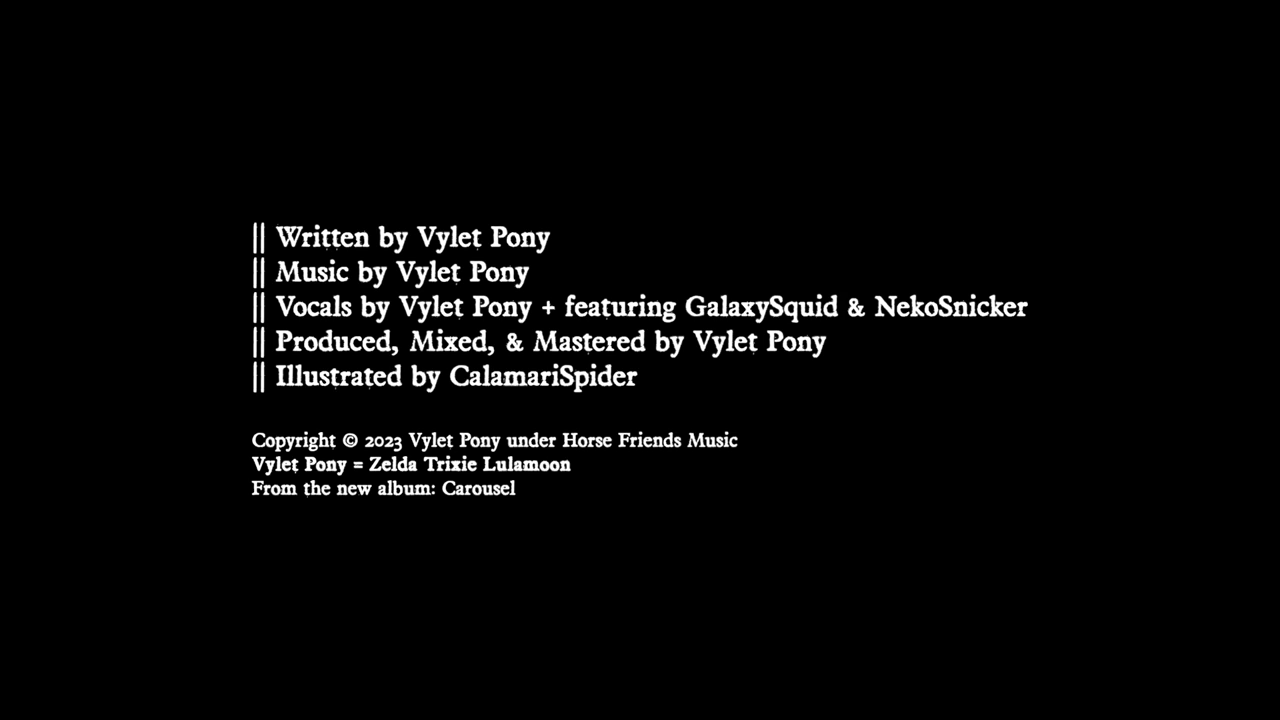 || Written by Vylet Pony
|| Music by Vylet Pony
|| Vocals by Vylet Pony + featuring GalaxySquid & NekoSnicker
|| Produced, Mixed, & Mastered by Vylet Pony
|| Illustrated by CalamariSpider
Copyright © 2023 Vylet Pony under Horse Friends Music
Vylet Pony = Zelda Trixie Lulamoon
From the new album: Carousel